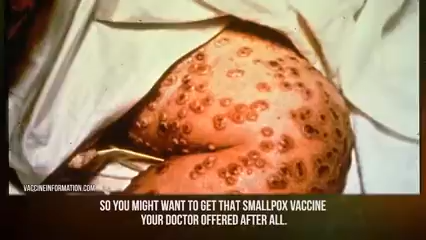 VACCINEINFORMATION.COM
SO YOU MIGHT WANT TO GET THAT SMALLPOX VACCINE
YOUR DOCTOR OFFERED AFTER ALL.